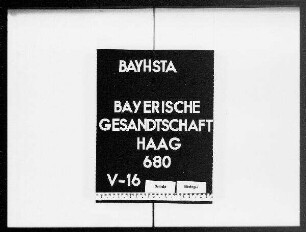 BAYHSTA
BAYERISCHE
GESANDTSCHAFT
HAAG
680
V-16